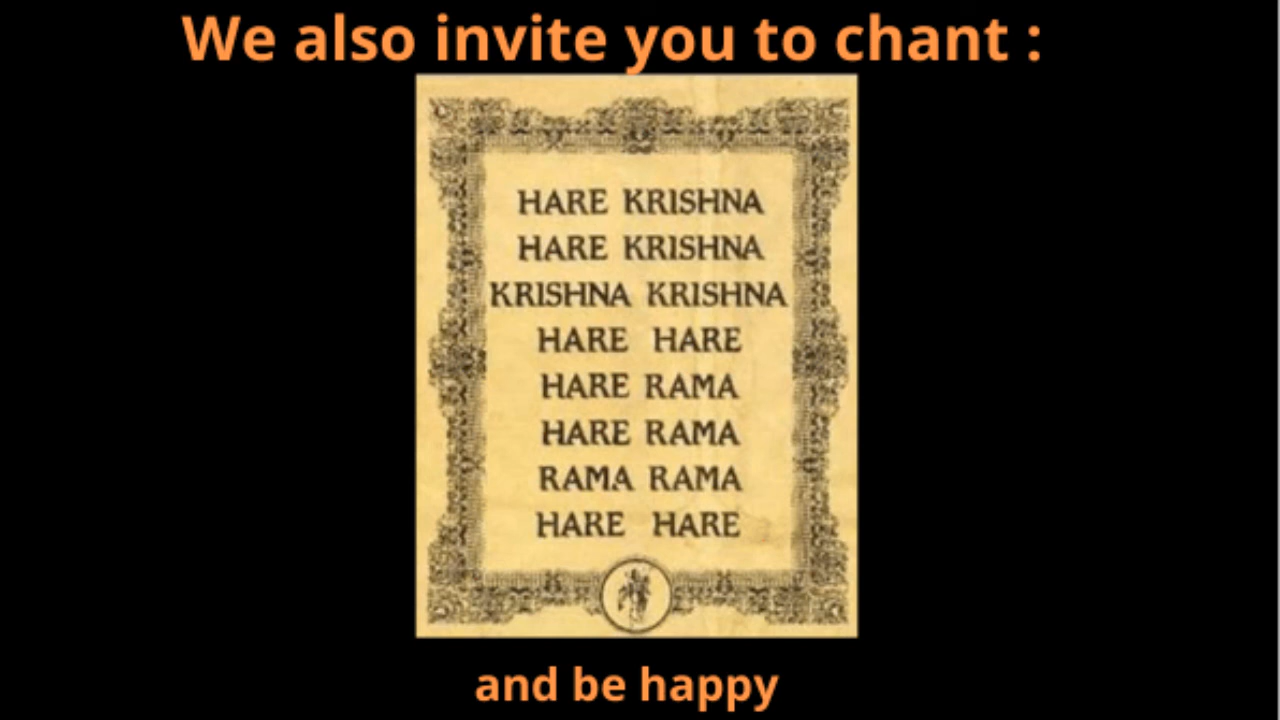 We also invite you to chant :
HARE KRISHNA
HARE KRISHNA
KRISHNA KRISHNA
HARE HARE
HARE RAMA
HARE RAMA
RAMA RAMA
HARE HARE
and be happy